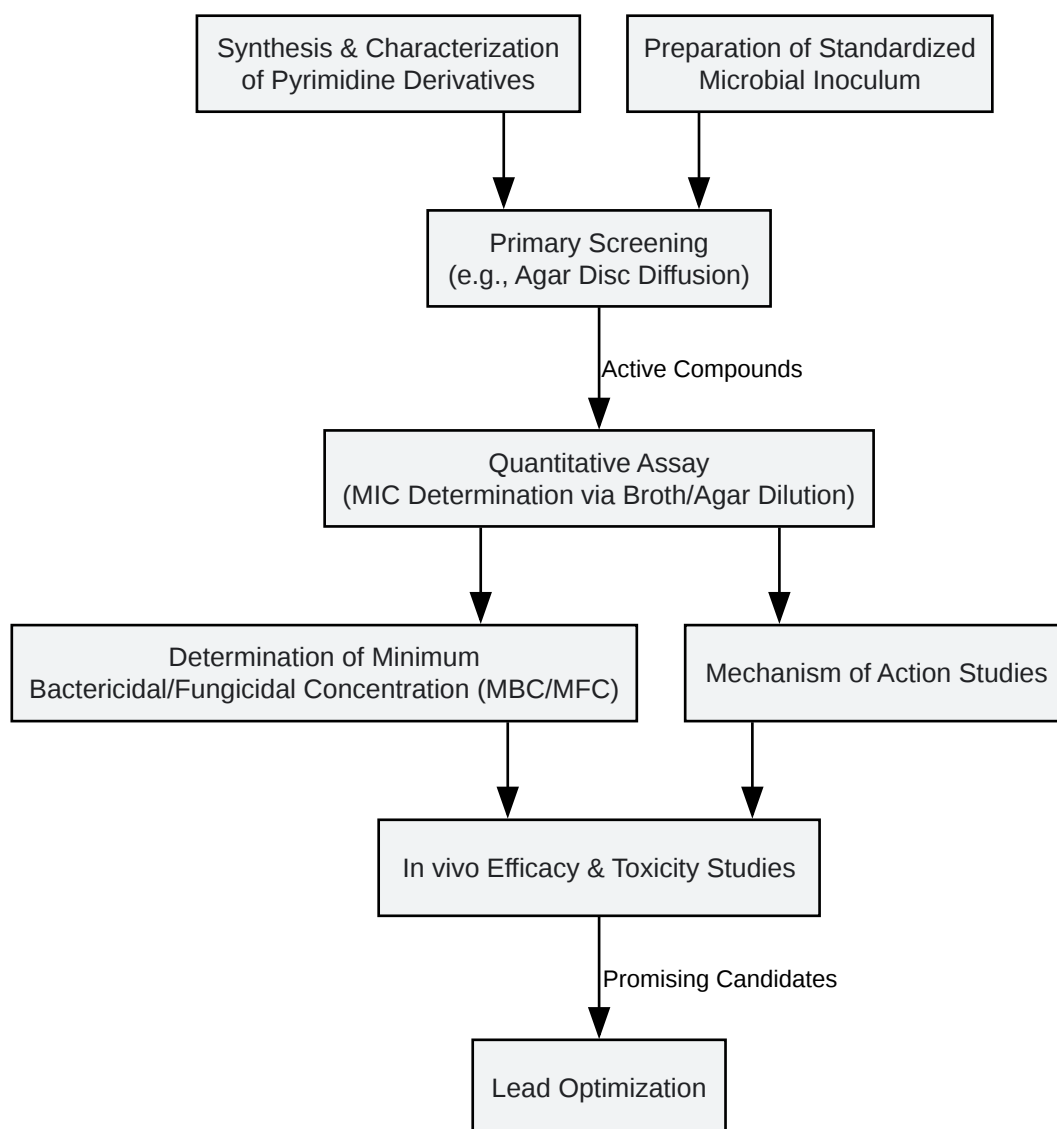 Synthesis & Characterization
of Pyrimidine Derivatives
Preparation of Standardized
Microbial Inoculum
Primary Screening
(e.g., Agar Disc Diffusion)
Active Compounds
Quantitative Assay
(MIC Determination via Broth/Agar Dilution)
Determination of Minimum
Bactericidal/Fungicidal Concentration (MBC/MFC)
Mechanism of Action Studies
In vivo Efficacy & Toxicity Studies
Promising Candidates
Lead Optimization